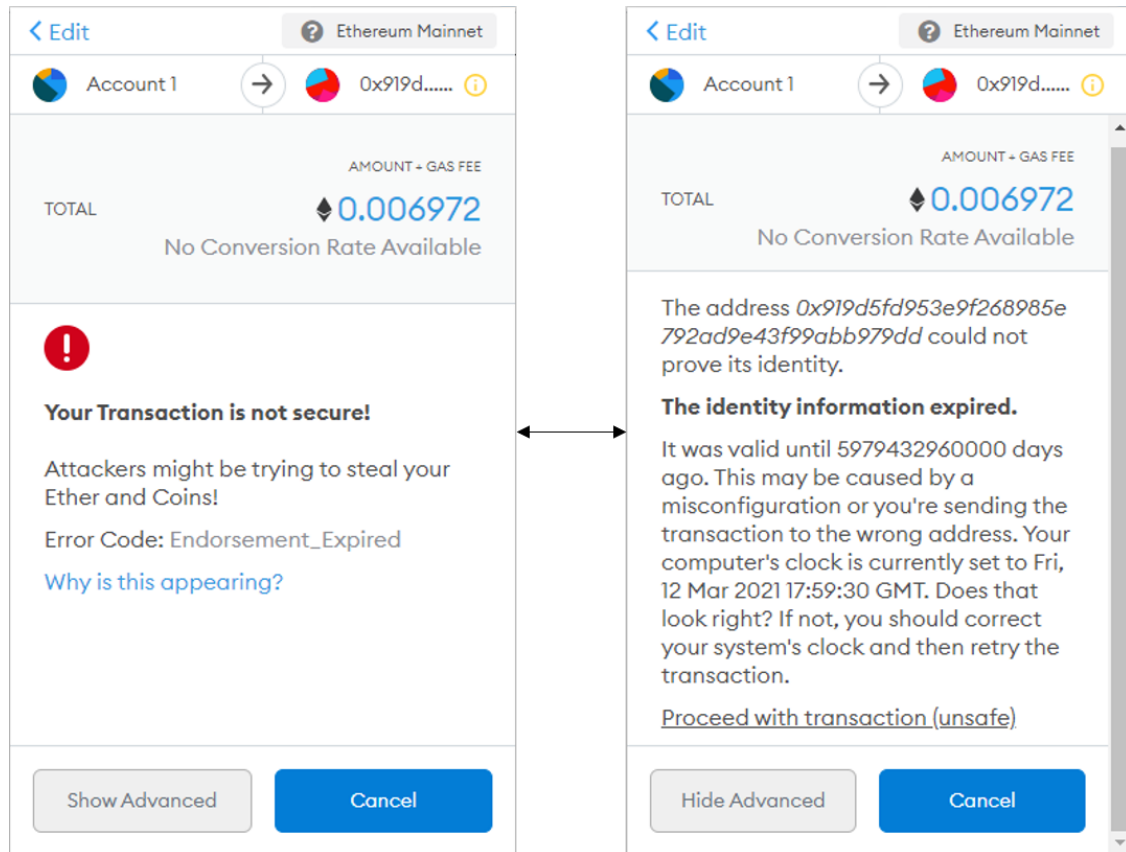 Edit
? Ethereum Mainnet
Account 1
0x919d......
AMOUNT + GAS FEE
TOTAL
0.006972
No Conversion Rate Available
!
Your Transaction is not secure!
Attackers might be trying to steal your
Ether and Coins!
Error Code: Endorsement_Expired
Why is this appearing?
Show Advanced
Cancel
Edit
? Ethereum Mainnet
Account 1
0x919d......
AMOUNT + GAS FEE
TOTAL
0.006972
No Conversion Rate Available
The address 0x919d5fd953e9f268985e
792ad9e43f99abb979dd could not
prove its identity.
The identity information expired.
It was valid until 5979432960000 days
ago. This may be caused by a
misconfiguration or you're sending the
transaction to the wrong address. Your
computer's clock is currently set to Fri,
12 Mar 2021 17:59:30 GMT. Does that
look right? If not, you should correct
your system's clock and then retry the
transaction.
Proceed with transaction (unsafe)
Hide Advanced
Cancel